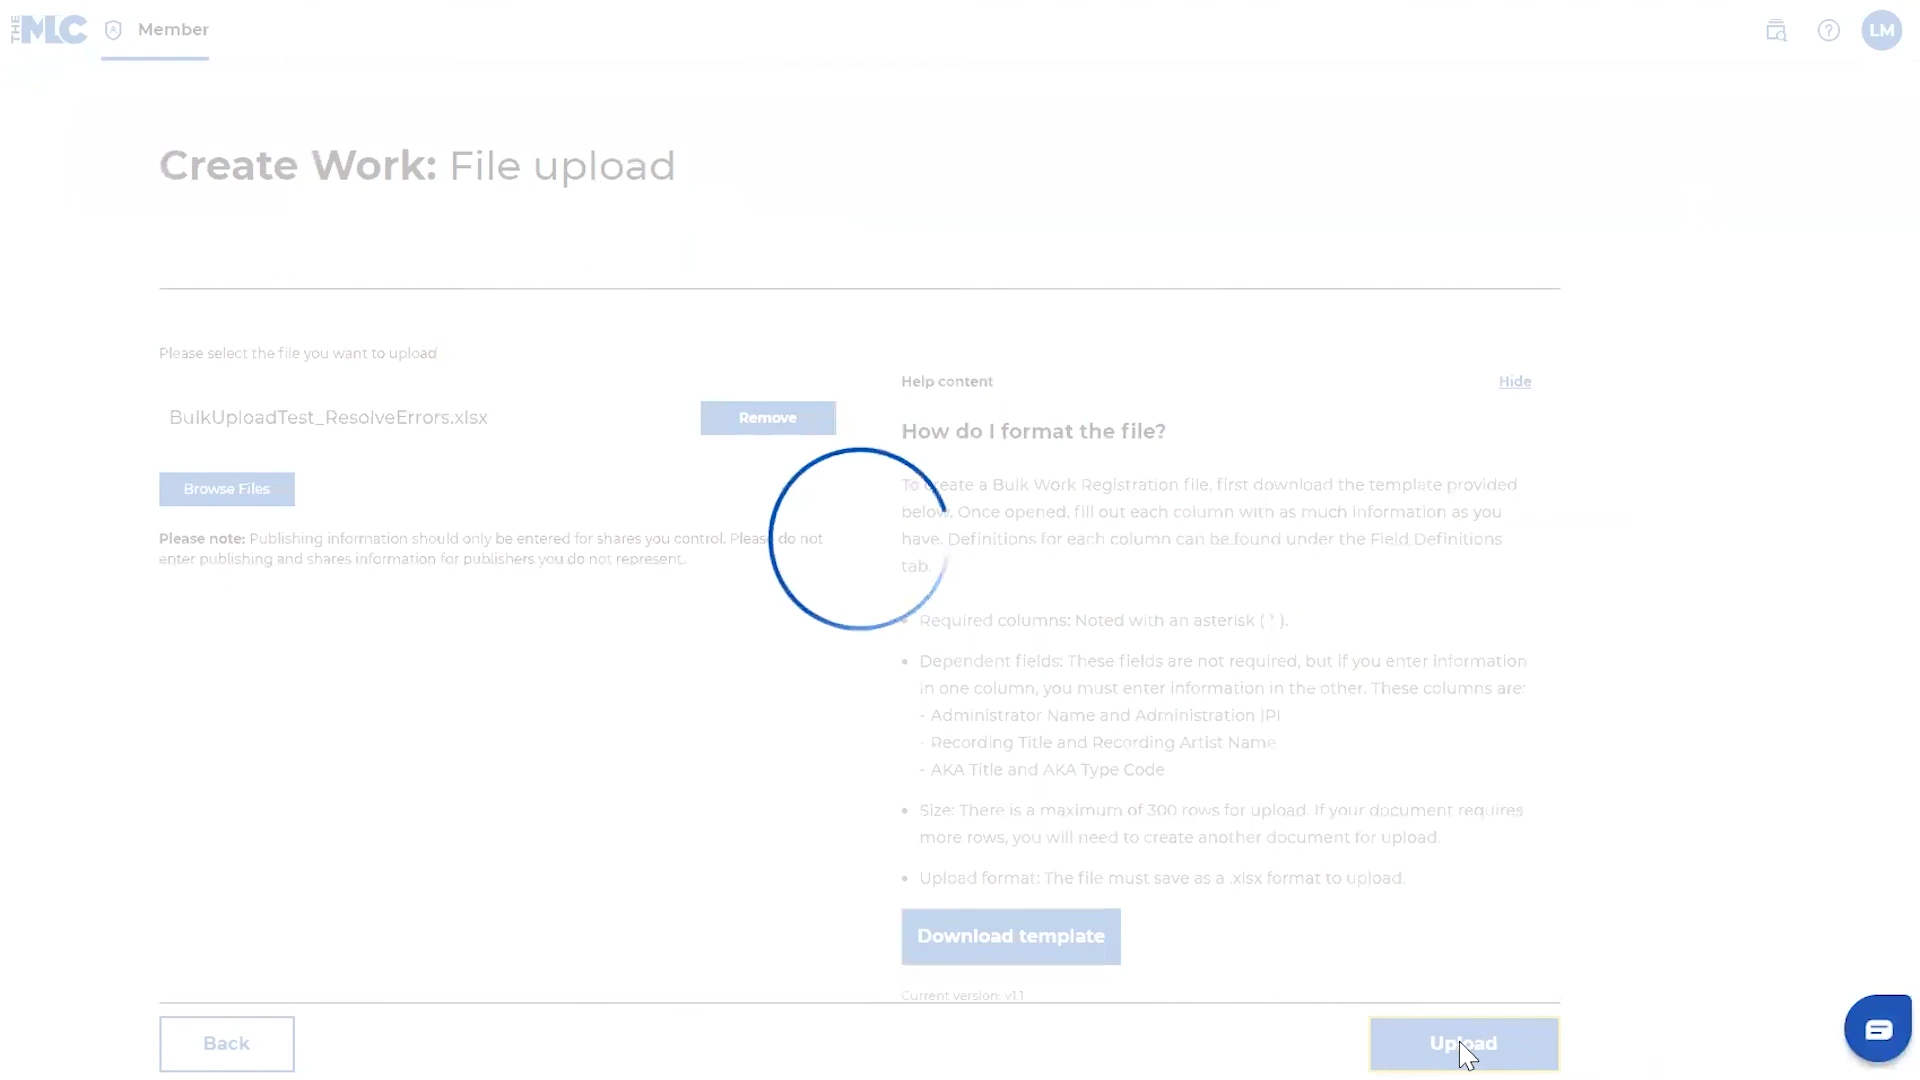 THE MLC
Member
LM
Create Work: File upload
Please select the file you want to upload
BulkUploadTest_ResolveErrors.xlsx
Remove
Browse Files
Please note: Publishing information should only be entered for shares you control. Please do not
enter publishing and shares information for publishers you do not represent.
Help content
Hide
How do I format the file?
To create a Bulk Work Registration file, first download the template provided
below. Once opened, fill out each column with as much information as you
have. Definitions for each column can be found under the Field Definitions
tab.
• Required columns: Noted with an asterisk ( * ).
• Dependent fields: These fields are not required, but if you enter information
in one column, you must enter information in the other. These columns are:
- Administrator Name and Administration IPI
- Recording Title and Recording Artist Name
- AKA Title and AKA Type Code
• Size: There is a maximum of 300 rows for upload. If your document requires
more rows, you will need to create another document for upload.
• Upload format: The file must save as a .xlsx format to upload.
Download template
Current version: v1.1
Back
Upload